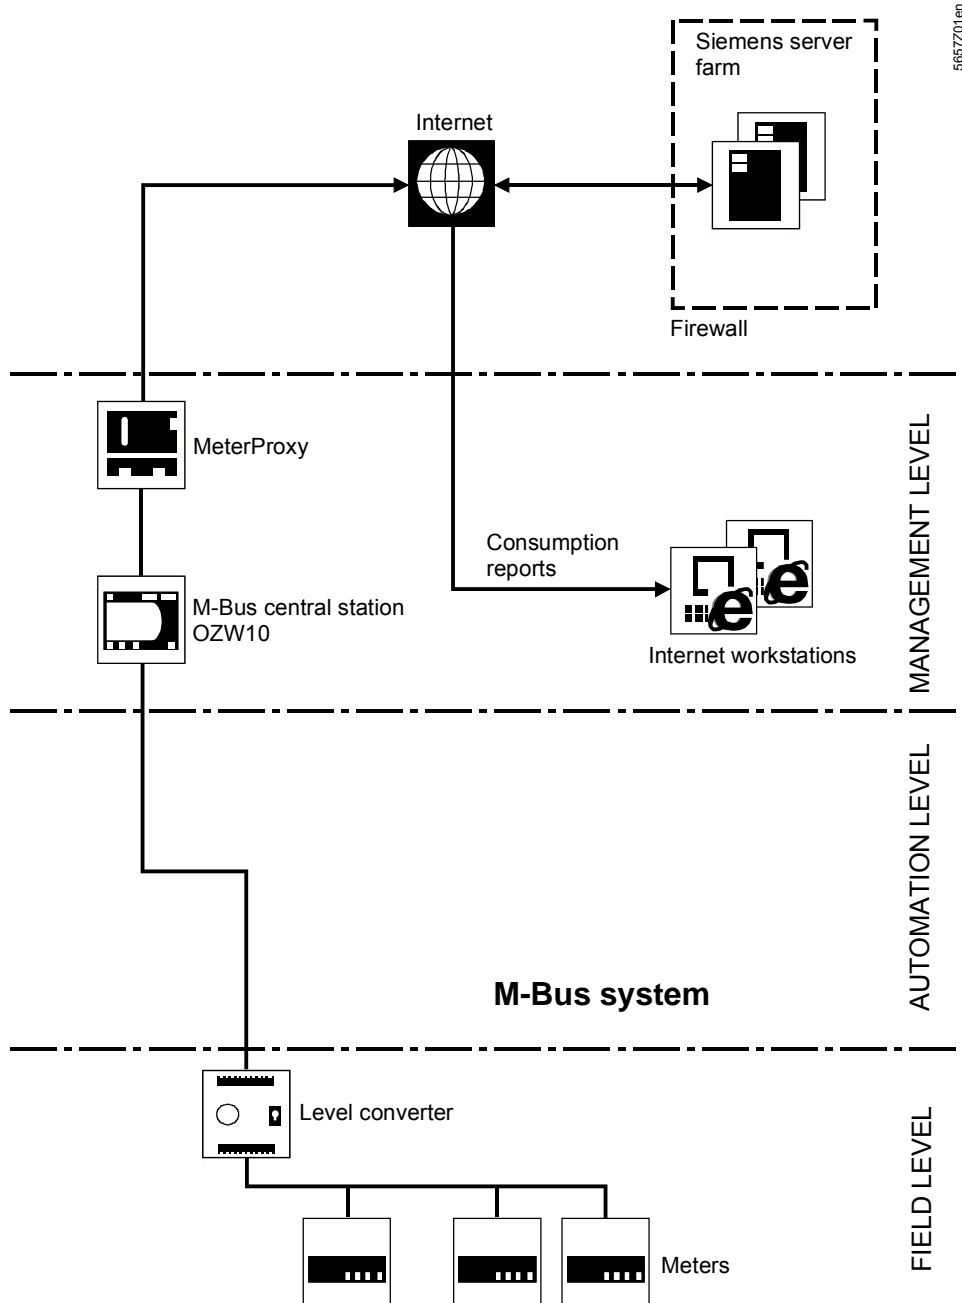 5657Z01en
Siemens server
farm
Internet
Firewall
MeterProxy
MANAGEMENT LEVEL
Consumption
reports
M-Bus central station
OZW10
Internet workstations
AUTOMATION LEVEL
M-Bus system
Level converter
FIELD LEVEL
Meters